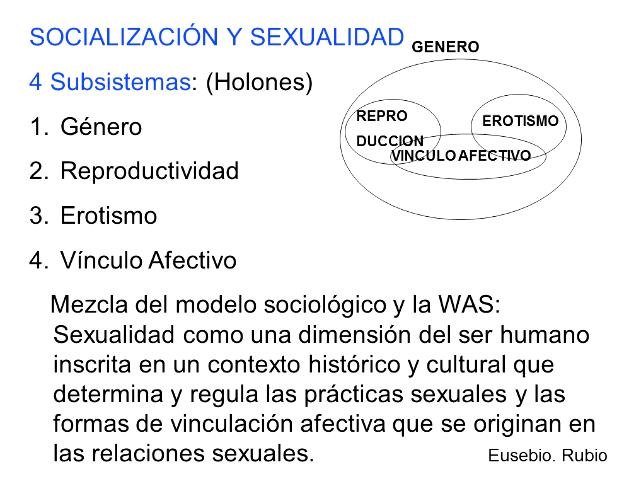 SOCIALIZACIÓN Y SEXUALIDAD
4 Subsistemas: (Holones)
1. Género
2. Reproductividad
3. Erotismo
4. Vínculo Afectivo
GENERO
REPRO
DUCCION
EROTISMO
VINCULO AFECTIVO
Mezcla del modelo sociológico y la WAS:
Sexualidad como una dimensión del ser humano
inscrita en un contexto histórico y cultural que
determina y regula las prácticas sexuales y las
formas de vinculación afectiva que se originan en
las relaciones sexuales.
Eusebio. Rubio